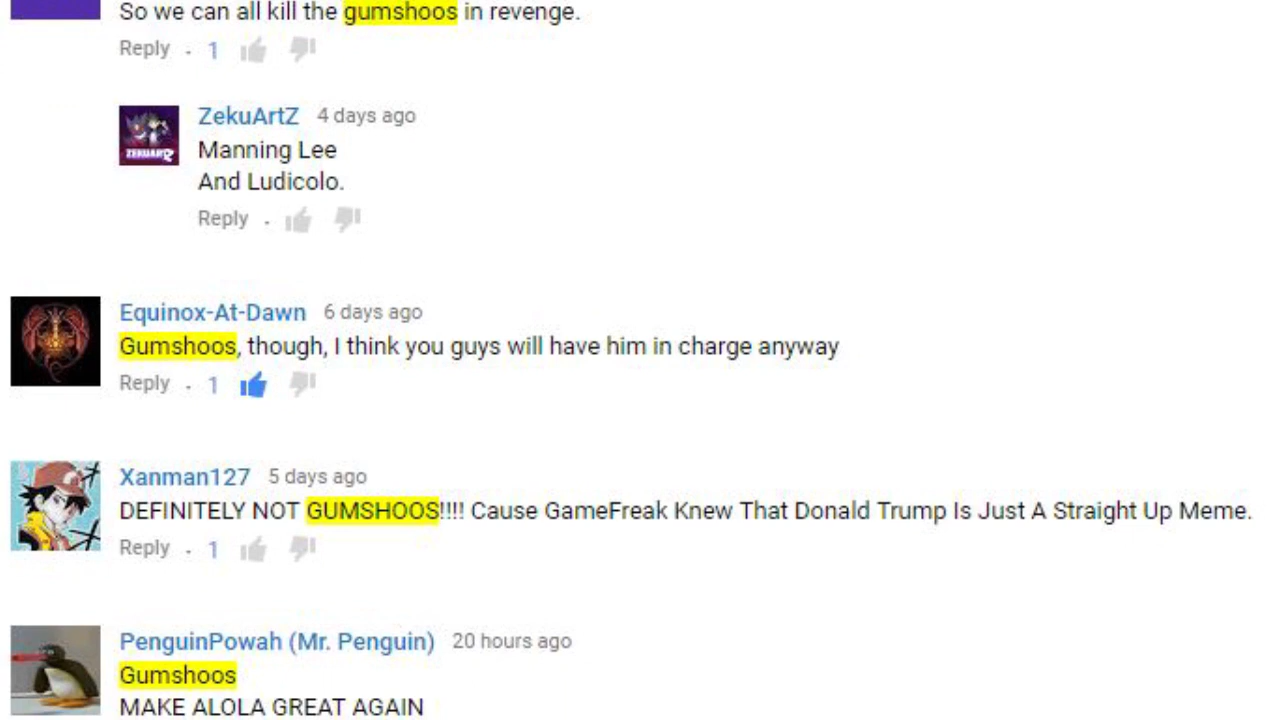 So we can all kill the gumshoos in revenge.
Reply . 1
ZekuArtZ 4 days ago
Manning Lee
And Ludicolo.
Reply .
Equinox-At-Dawn 6 days ago
Gumshoos, though, I think you guys will have him in charge anyway
Reply . 1
Xanman127 5 days ago
DEFINITELY NOT GUMSHOOS!!!! Cause GameFreak Knew That Donald Trump Is Just A Straight Up Meme.
Reply . 1
PenguinPowah (Mr. Penguin) 20 hours ago
Gumshoos
MAKE ALOLA GREAT AGAIN